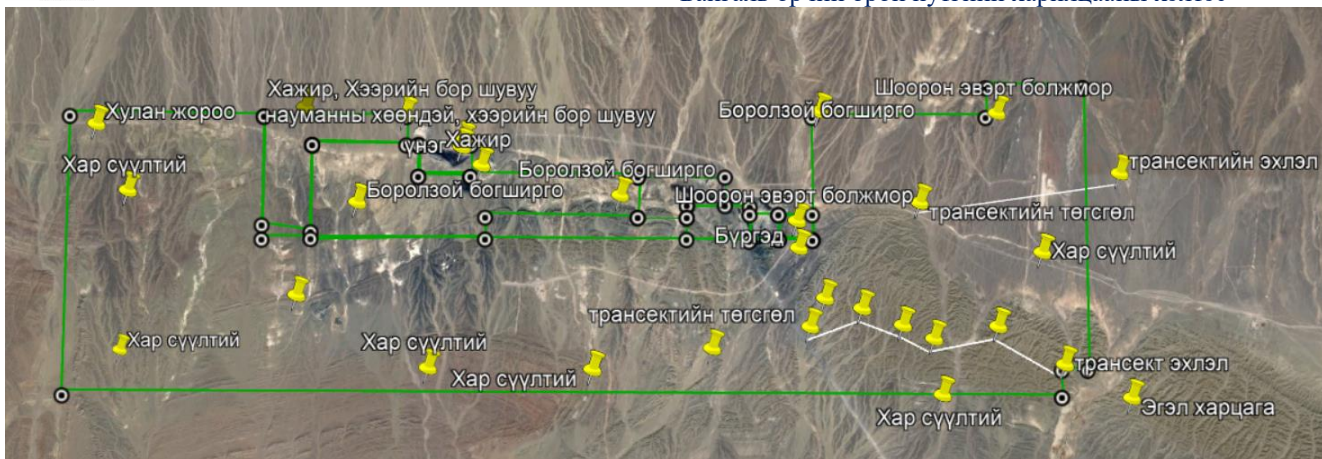 Хажир, Хээрийн бор шувуу
Шоорон эвэрт болжмор
Хулан жороо
науманны хөөндэй, хээрийн бор шувуу
Боролзой богширго
үнэг
Хажир
Хар сүүлтий
Боролзой богширго
трансектийн эхлэл
Боролзой богширго
Шоорон эвэрт болжмор
трансектийн төгсгөл
Бүргэд
Хар сүүлтий
трансектийн төгсгөл
Хар сүүлтий
Хар сүүлтий
трансект эхлэл
Хар сүүлтий
Эгэл харцага
Хар сүүлтий